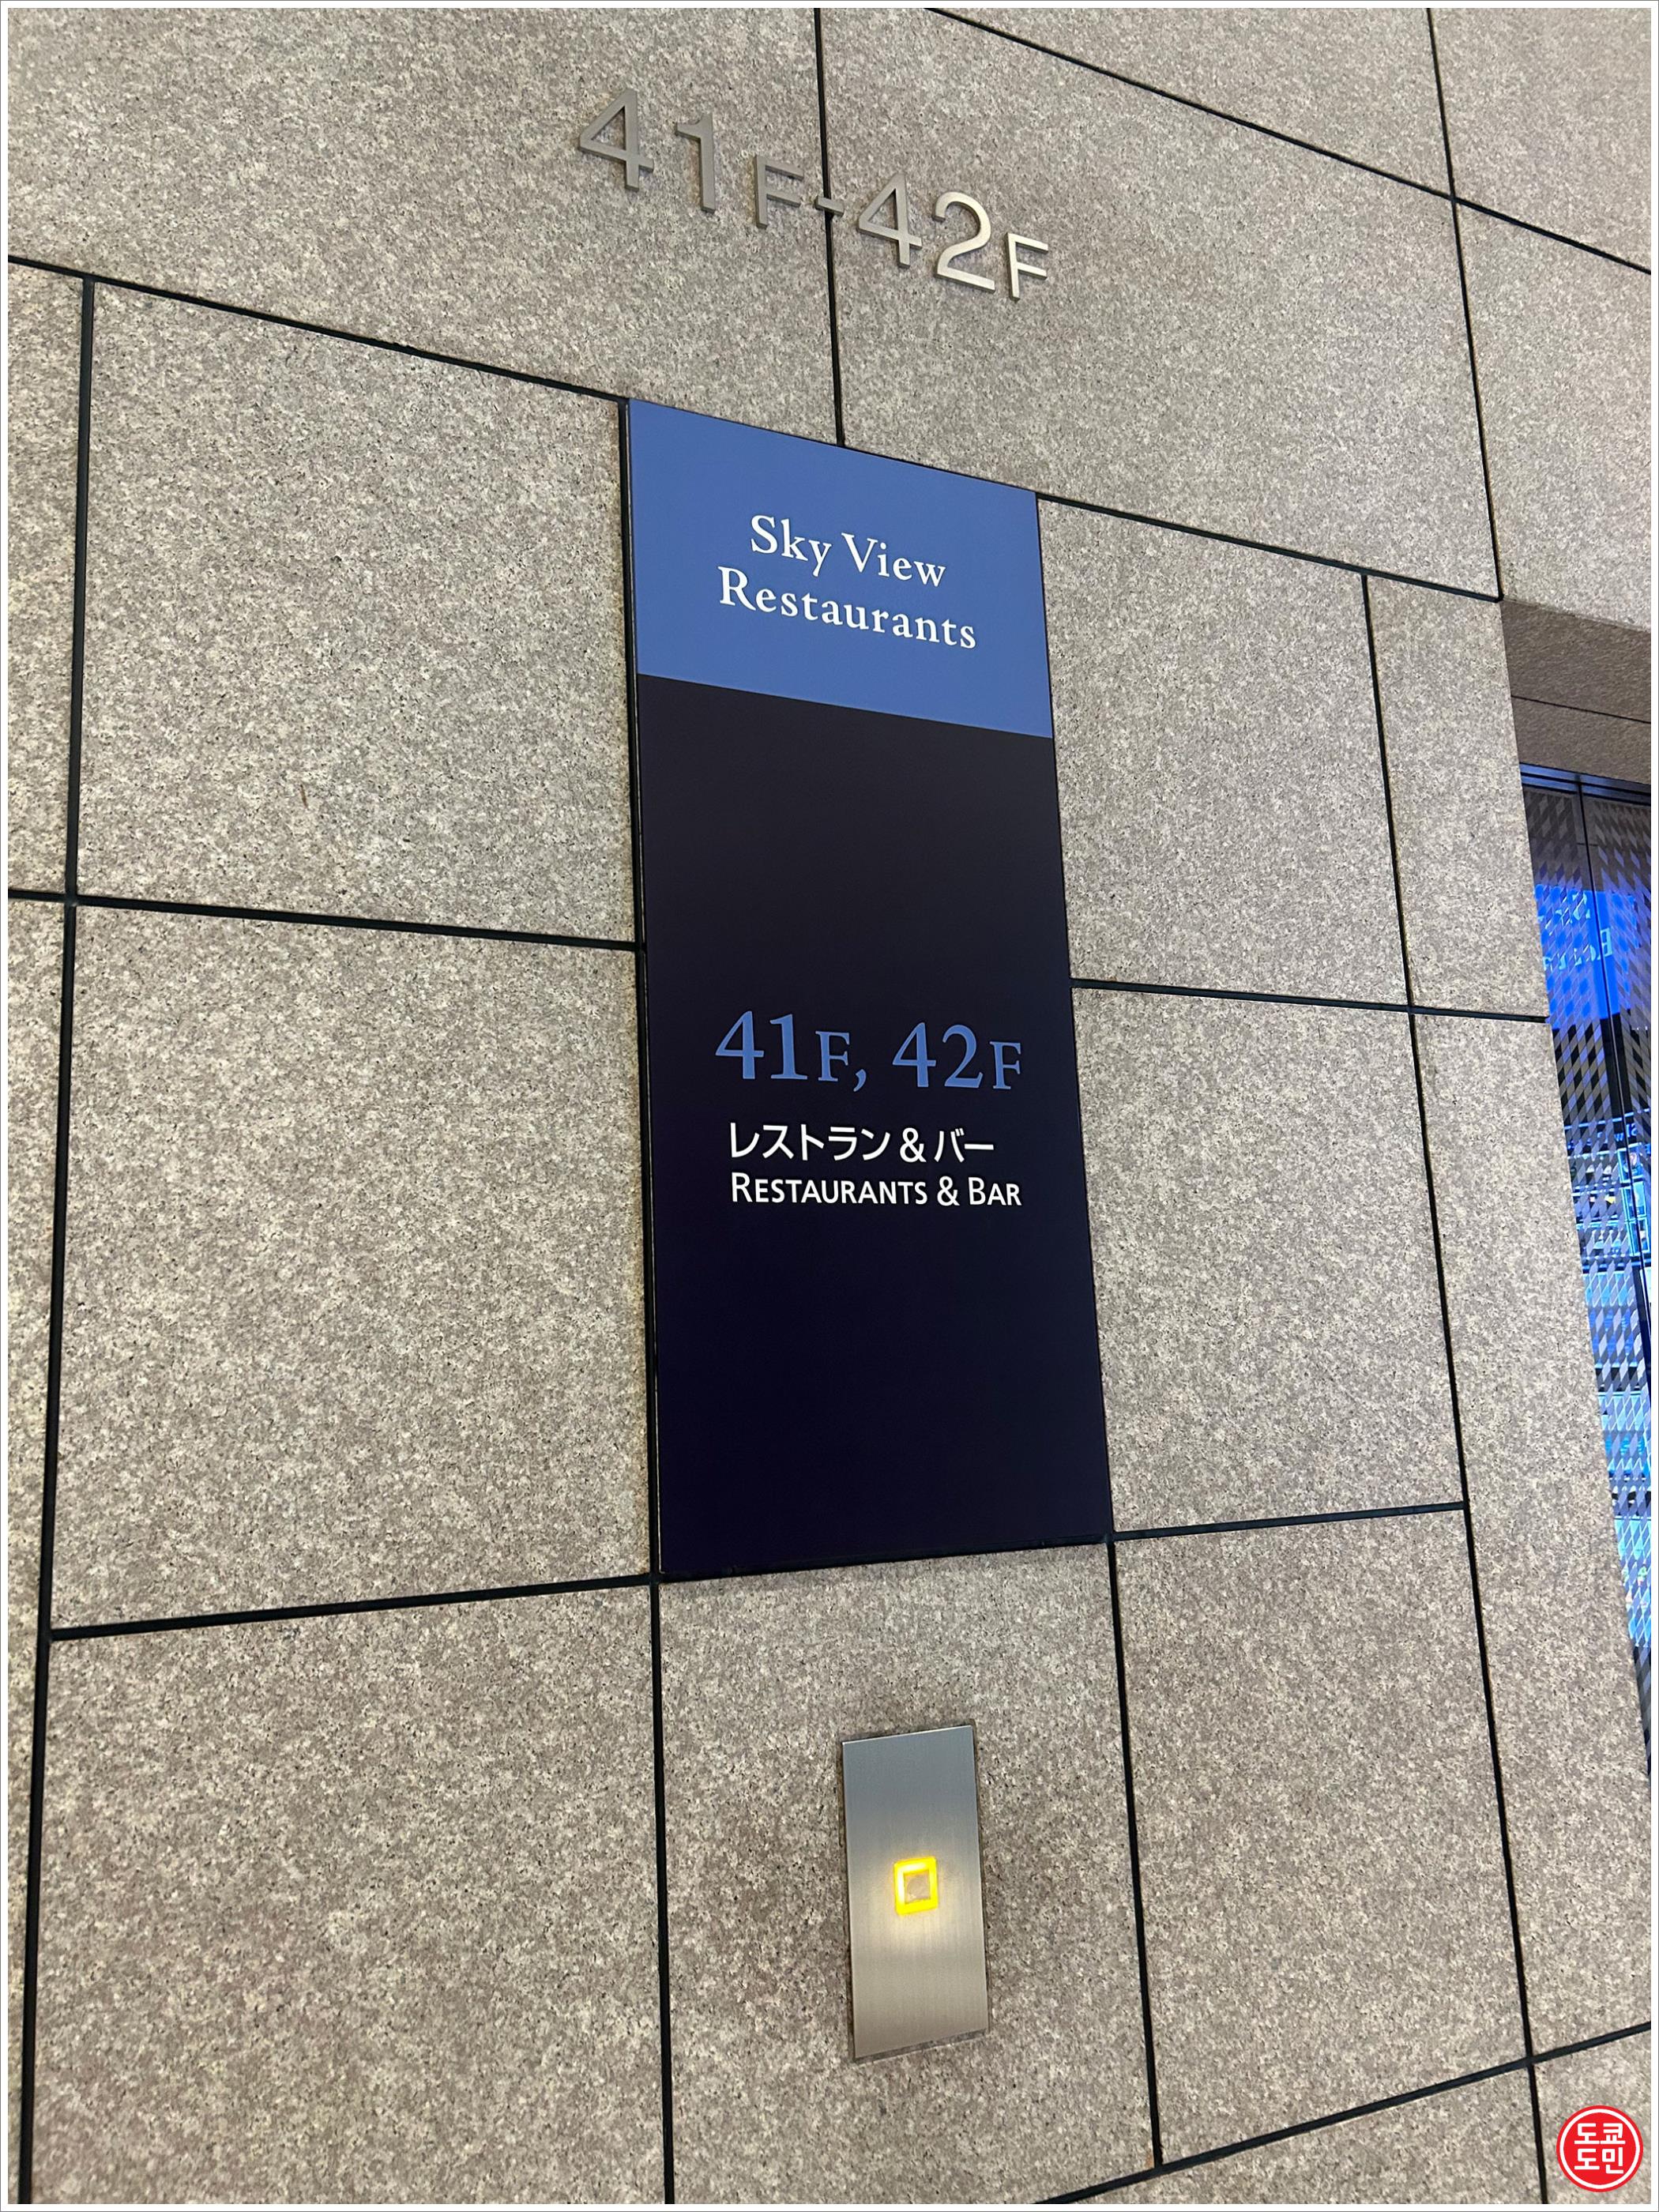 41F-42F
Sky View
Restaurants
41F, 42F
レストラン & バー
RESTAURANTS & BAR
도쿄
도민